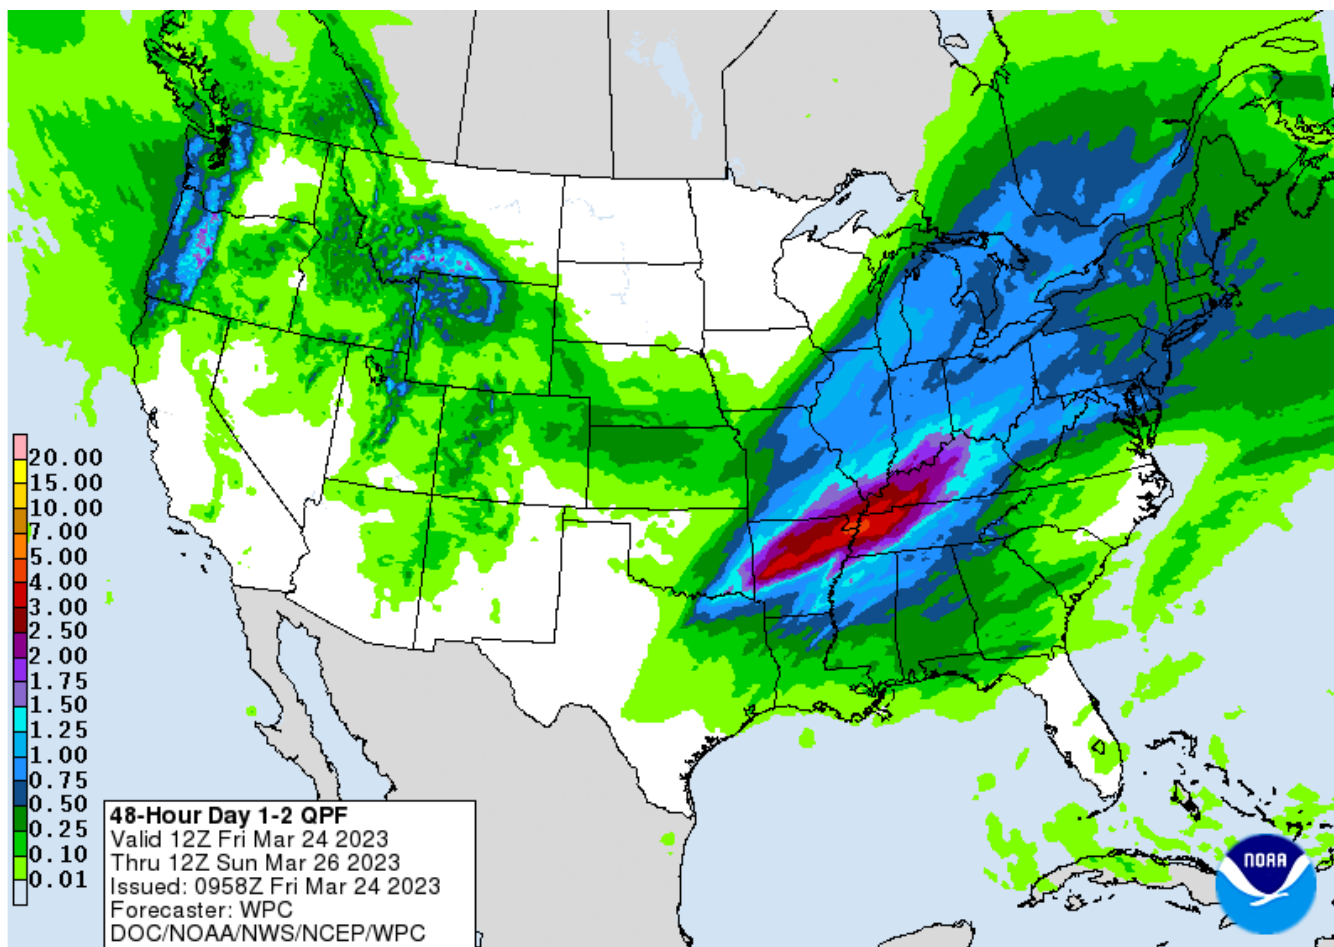 20.00
15.00
10.00
7.00
5.00
4.00
3.00
2.50
2.00
1.75
1.50
1.25
1.00
0.75
0.50
0.25
0.10
0.01
48-Hour Day 1-2 QPF
Valid 12Z Fri Mar 24 2023
Thru 12Z Sun Mar 26 2023
Issued: 0958Z Fri Mar 24 2023
Forecaster: WPC
DOC/NOAA/NWS/NCEP/WPC
NOAA